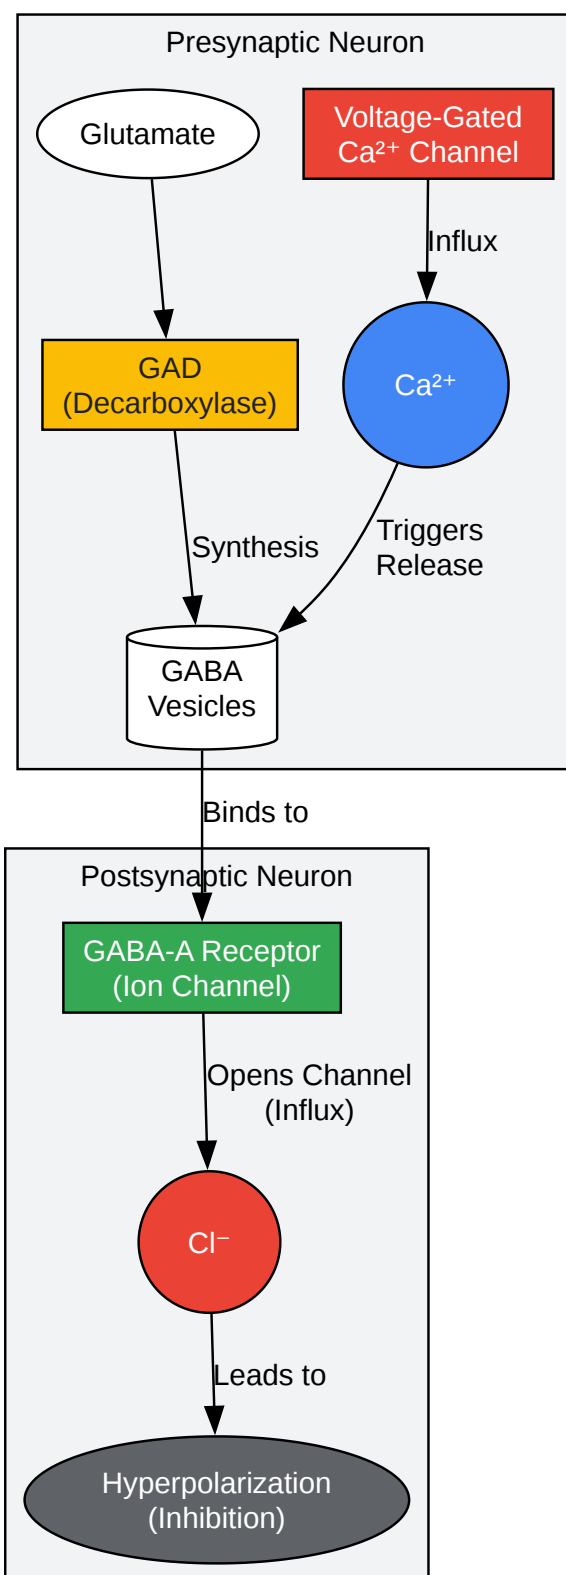 Presynaptic Neuron
Glutamate
Voltage-Gated
Ca²⁺ Channel
Influx
GAD
(Decarboxylase)
Ca²⁺
Synthesis
Triggers
Release
GABA
Vesicles
Binds to
Postsynaptic Neuron
GABA-A Receptor
(Ion Channel)
Opens Channel
(Influx)
Cl⁻
Leads to
Hyperpolarization
(Inhibition)